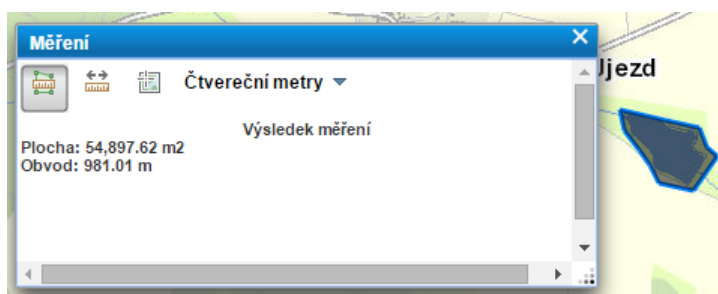 Měření
Čtvereční metry
Výsledek měření
Plocha: 54,897.62 m2
Obvod: 981.01 m
Újezd